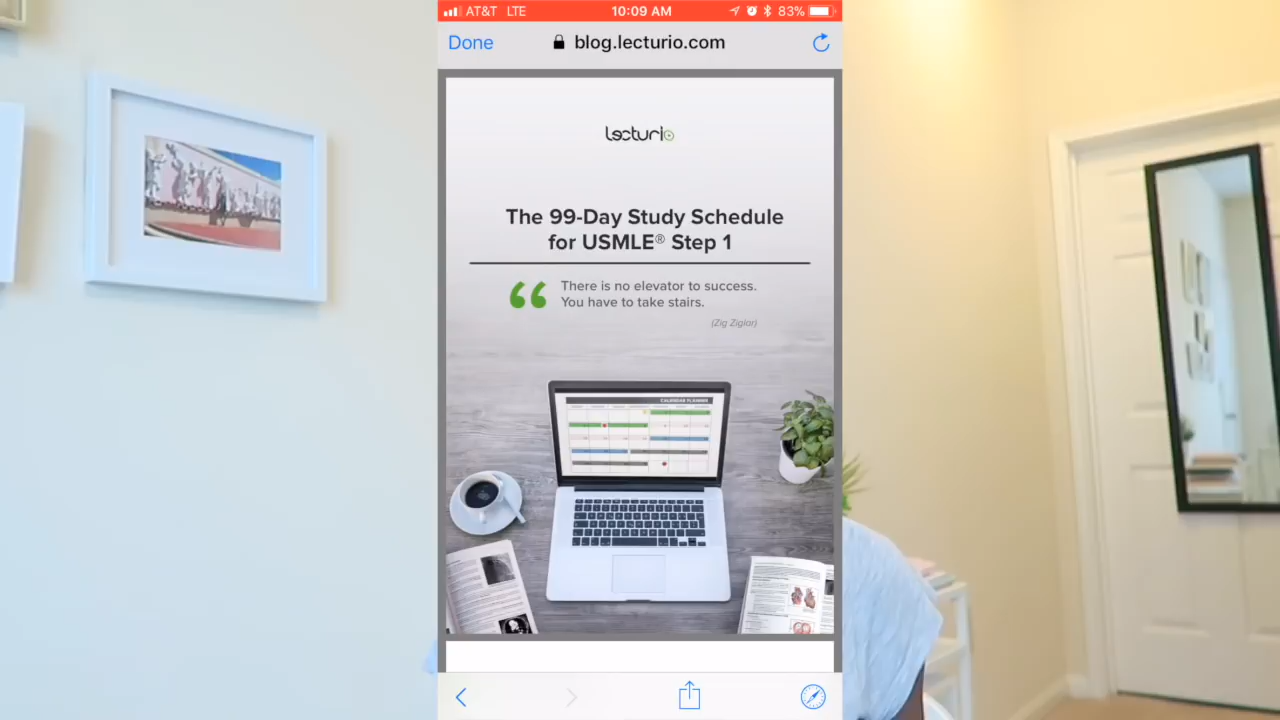 AT&T LTE 10:09 AM 83%
Done blog.lecturio.com
lecturio
The 99-Day Study Schedule
for USMLE® Step 1
“ There is no elevator to success.
You have to take stairs.
(Zig Ziglar)
CALENDAR PLANNER